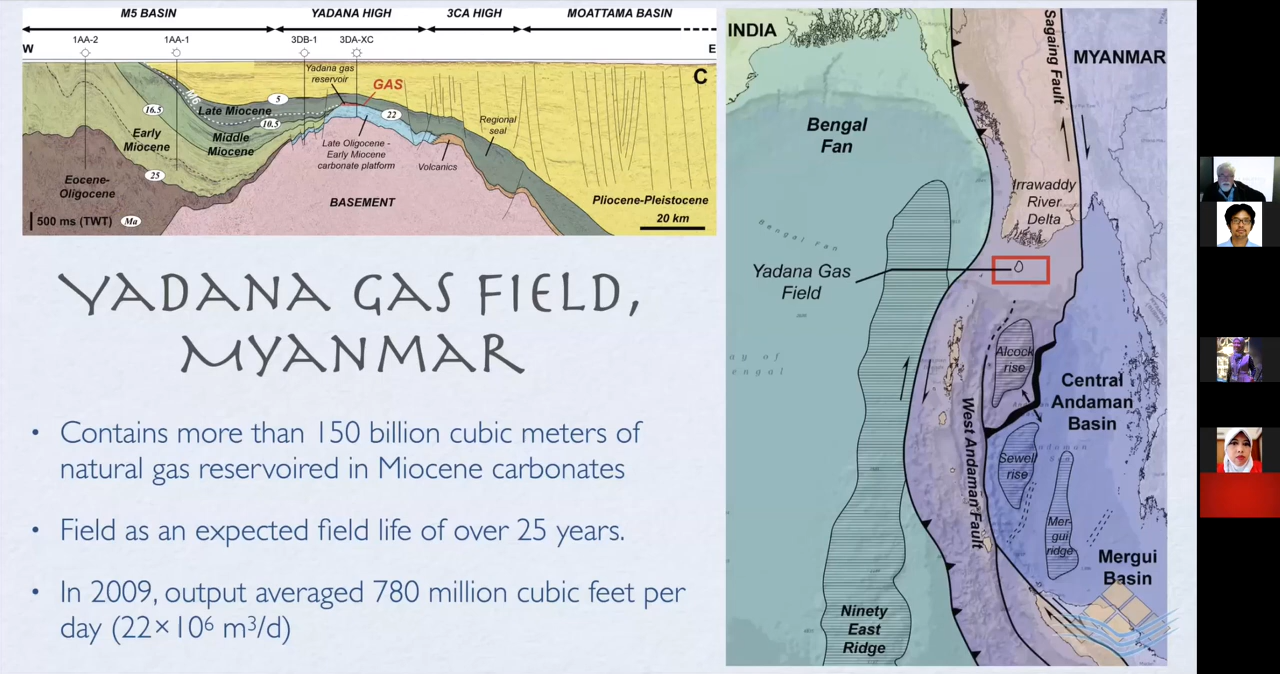 M5 BASIN
YADANA HIGH
3CA HIGH
MOATTAMA BASIN
W
1AA-2
1AA-1
3DB-1
3DA-XC
E
Yadana gas
reservoir
GAS
C
M6
5
16.5
Late Miocene
10.5
22
Early
Miocene
Middle
Miocene
Regional
seal
Late Oligocene -
Early Miocene
carbonate platform
Volcanics
25
Eocene-
Oligocene
BASEMENT
Pliocene-Pleistocene
500 ms (TWT)
Ma
20 km
YADANA GAS FIELD,
MYANMAR
• Contains more than 150 billion cubic meters of
natural gas reservoired in Miocene carbonates
• Field as an expected field life of over 25 years.
• In 2009, output averaged 780 million cubic feet per
day (22×10⁶ m³/d)
INDIA
Sagaing Fault
MYANMAR
Bengal
Fan
Irrawaddy
River
Delta
Bengal Fan
Yadana Gas
Field
Alcock
rise
ay of
engal
Central
Andaman
Basin
West Andaman Fault
Sewell
rise
Mer-
gui
ridge
Mergui
Basin
Ninety
East
Ridge